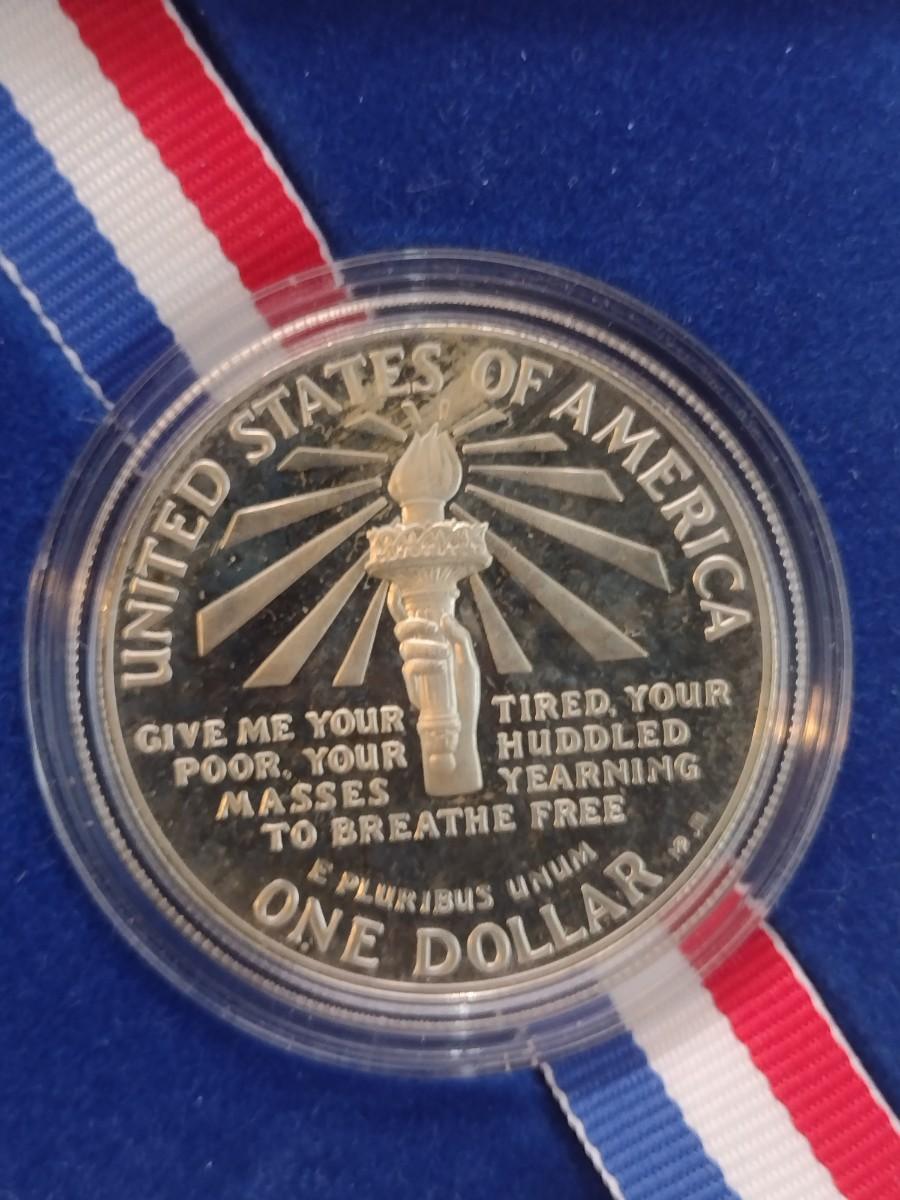 UNITED STATES OF AMERICA
GIVE ME YOUR TIRED, YOUR
POOR, YOUR HUDDLED
MASSES YEARNING
TO BREATHE FREE
E PLURIBUS UNUM
ONE DOLLAR